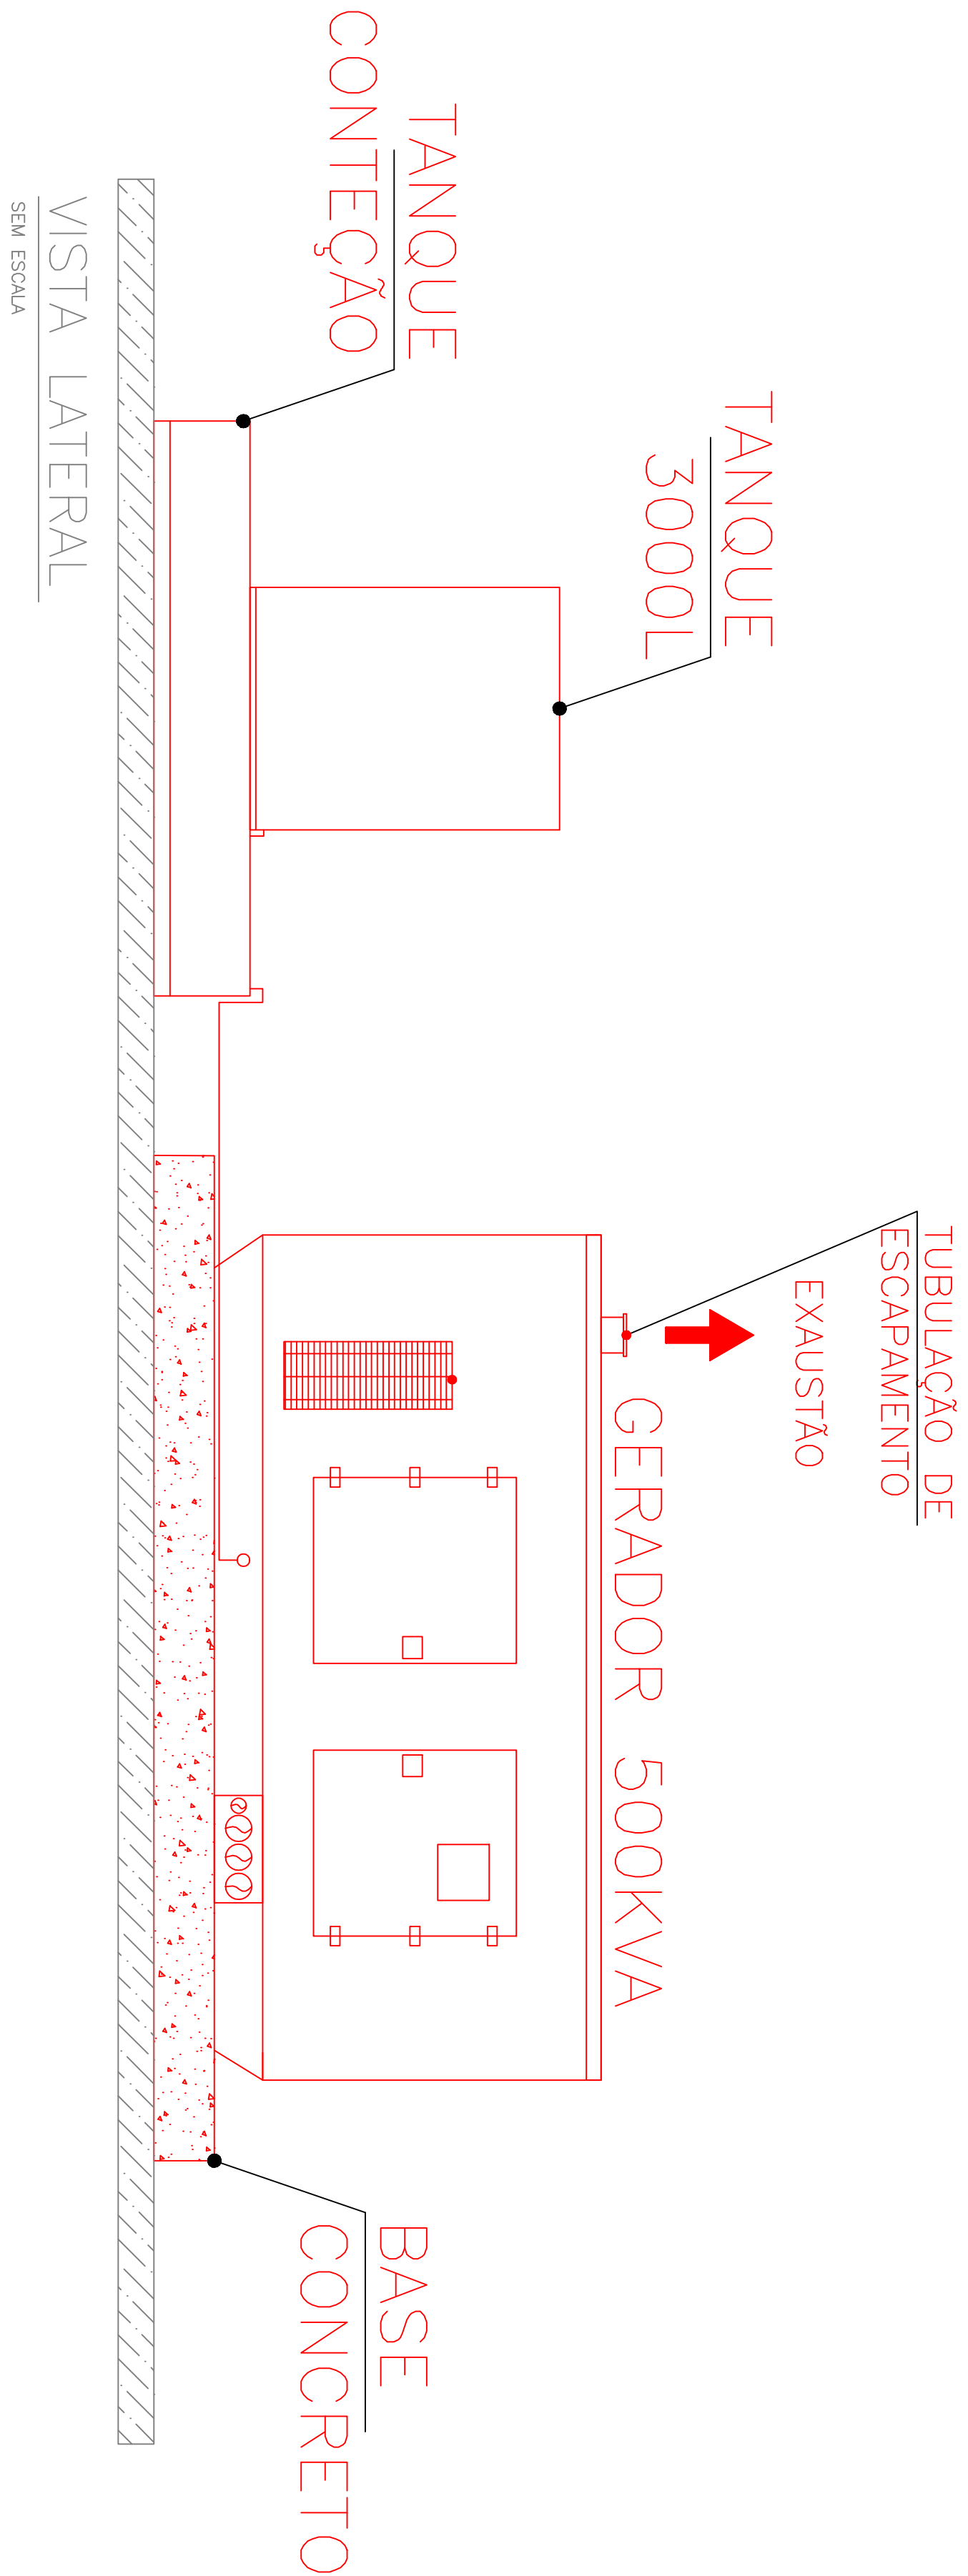 TUBULAÇÃO DE
ESCAPAMENTO
EXAUSTÃO
TANQUE
3000L
GERADOR 500KVA
TANQUE
CONTEÇÃO
BASE
CONCRETO
VISTA LATERAL
SEM ESCALA